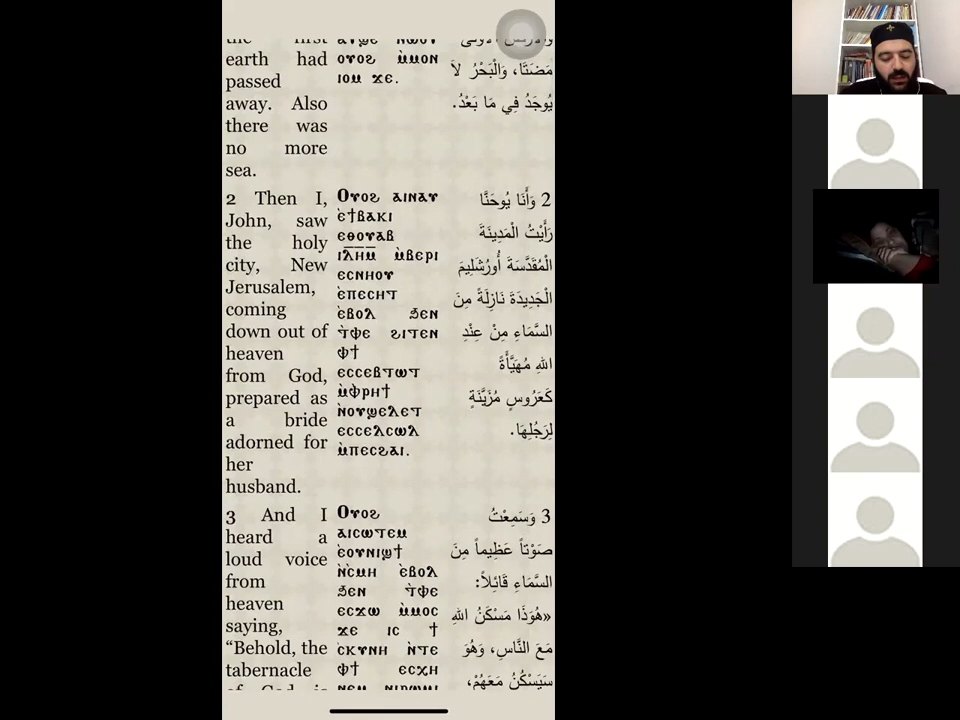 earth had
passed
away. Also
there was
no more
sea.
2 Then I,
John, saw
the holy
city, New
Jerusalem,
coming
down out of
heaven
from God,
prepared as
a bride
adorned for
her
husband.
3 And I
heard a
loud voice
from
heaven
saying,
“Behold, the
tabernacle
ⲟⲩⲟϩ ⲙ̀ⲙⲟⲛ
ⲓⲟⲙ ϫⲉ.
Ⲟⲩⲟϩ ⲁⲓⲛⲁⲩ
ⲉ̀ϯⲃⲁⲕⲓ
ⲉⲑⲟⲩⲁⲃ
ⲓ̅ⲗ̅ⲏ̅ⲙ̅ ⲙ̀ⲃⲉⲣⲓ
ⲉⲥⲛⲏⲟⲩ
ⲉ̀ⲡⲉⲥⲏⲧ
ⲉ̀ⲃⲟⲗ ϧⲉⲛ
ⲧ̀ⲫⲉ ϩⲓⲧⲉⲛ
ⲫϯ
ⲉⲥⲥⲉⲃⲧⲱⲧ
ⲙ̀ⲫⲣⲏϯ
ⲛ̀ⲟⲩϣⲉⲗⲉⲧ
ⲉⲥⲥⲉⲗⲥⲱⲗ
ⲙ̀ⲡⲉⲥϩⲁⲓ.
Ⲟⲩⲟϩ
ⲁⲓⲥⲱⲧⲉⲙ
ⲉ̀ⲟⲩⲛⲓϣϯ
ⲛ̀ⲥⲙⲏ ⲉ̀ⲃⲟⲗ
ϧⲉⲛ ⲧ̀ⲫⲉ
ⲉⲥϫⲱ ⲙ̀ⲙⲟⲥ
ϫⲉ ⲓⲥ ϯ
ⲥⲕⲩⲛⲏ ⲛ̀ⲧⲉ
ⲫϯ ⲉⲥⲭⲏ
مَضَتَا، وَالْبَحْرُ لاَ
يُوجَدُ فِي مَا بَعْدُ.
2 وَأَنَا يُوحَنَّا
رَأَيْتُ الْمَدِينَةَ
الْمُقَدَّسَةَ أُورُشَلِيمَ
الْجَدِيدَةَ نَازِلَةً مِنَ
السَّمَاءِ مِنْ عِنْدِ
اللهِ مُهَيَّأَةً
كَعَرُوسٍ مُزَيَّنَةٍ
لِرَجُلِهَا.
3 وَسَمِعْتُ
صَوْتاً عَظِيماً مِنَ
السَّمَاءِ قَائِلاً:
«هُوَذَا مَسْكَنُ اللهِ
مَعَ النَّاسِ، وَهُوَ
سَيَسْكُنُ مَعَهُمْ،